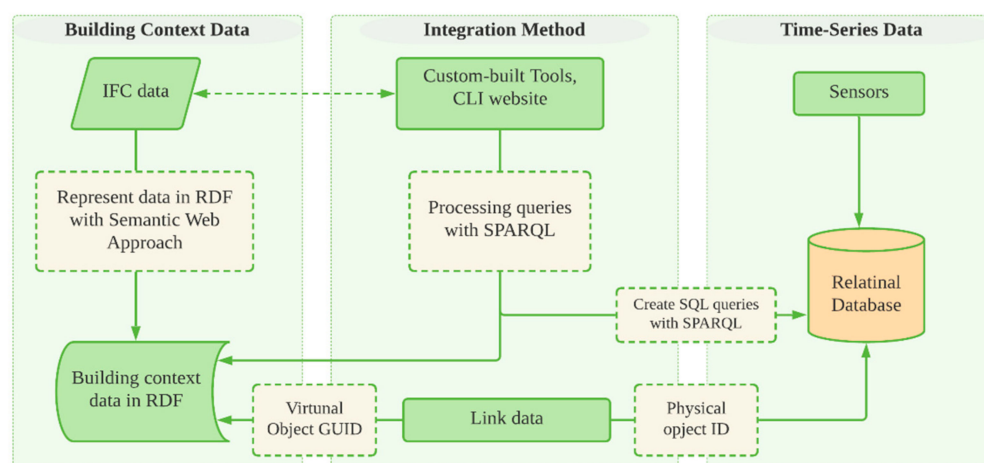 Building Context Data
Integration Method
Time-Series Data
IFC data
Custom-built Tools,
CLI website
Sensors
Represent data in RDF
with Semantic Web
Approach
Processing queries
with SPARQL
Relatinal
Database
Create SQL queries
with SPARQL
Building context
data in RDF
Virtunal
Object GUID
Link data
Physical
opject ID